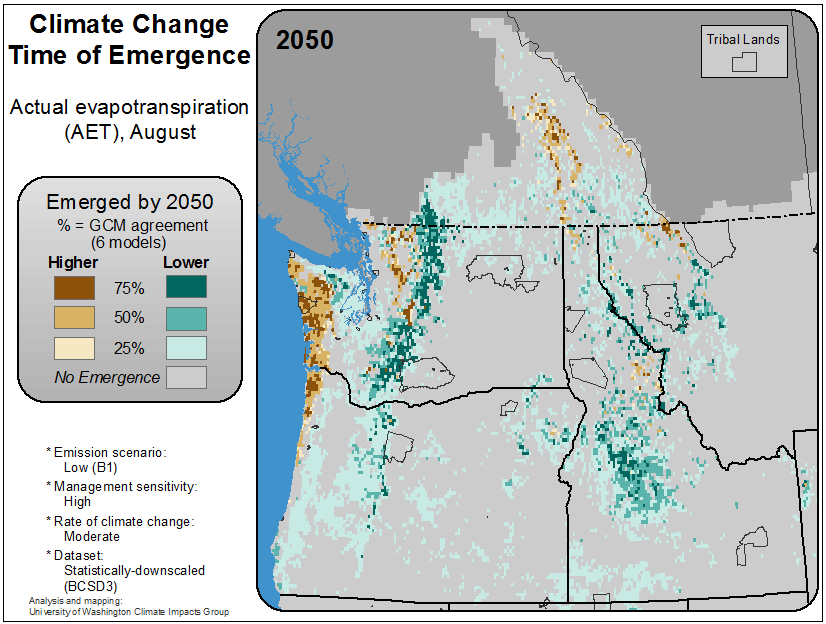 Climate Change
Time of Emergence
Actual evapotranspiration
(AET), August
Emerged by 2050
% = GCM agreement
(6 models)
Higher Lower
75%
50%
25%
No Emergence
* Emission scenario:
Low (B1)
* Management sensitivity:
High
* Rate of climate change:
Moderate
* Dataset:
Statistically-downscaled
(BCSD3)
Analysis and mapping:
University of Washington Climate Impacts Group
2050
Tribal Lands